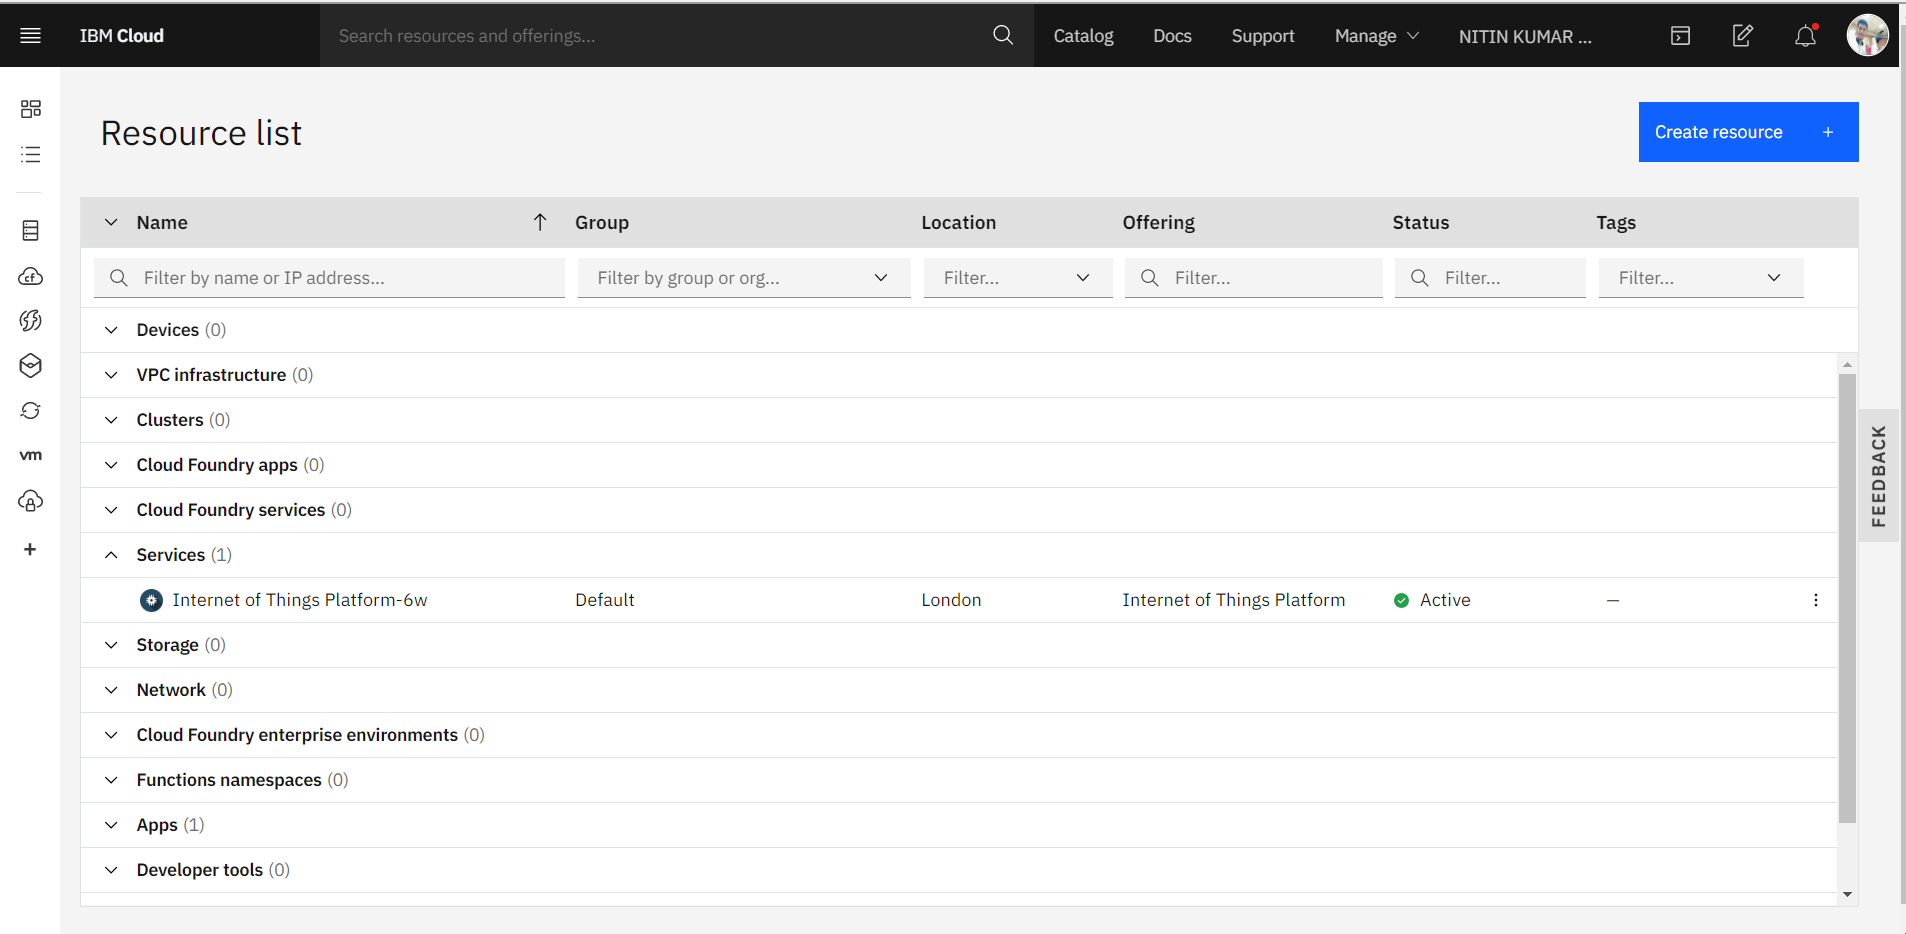 IBM Cloud Search resources and offerings... Catalog Docs Support Manage NITIN KUMAR ...
Resource list
Create resource +
Name Group Location Offering Status Tags
Filter by name or IP address... Filter by group or org... Filter... Filter... Filter... Filter...
Devices (0)
VPC infrastructure (0)
Clusters (0)
Cloud Foundry apps (0)
Cloud Foundry services (0)
Services (1)
Internet of Things Platform-6w Default London Internet of Things Platform Active —
Storage (0)
Network (0)
Cloud Foundry enterprise environments (0)
Functions namespaces (0)
Apps (1)
Developer tools (0)
cf
vm
FEEDBACK